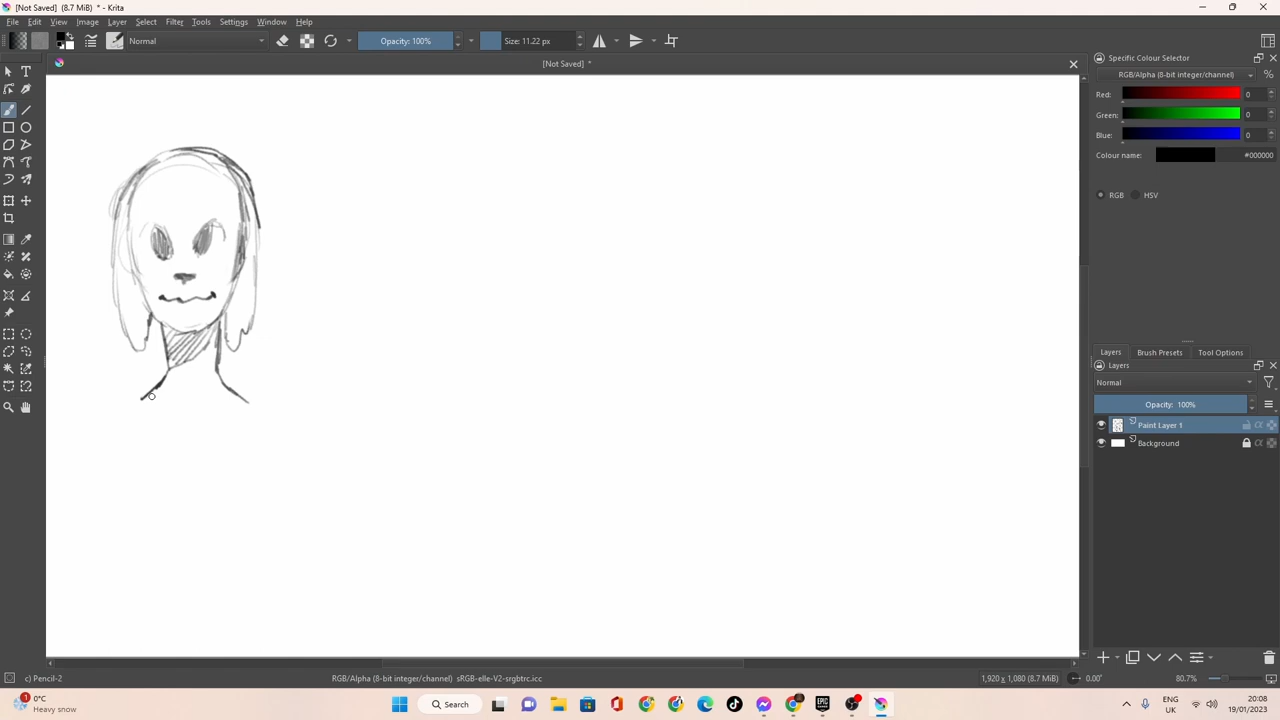 [Not Saved] (8.7 MiB) * - Krita
File Edit View Image Layer Select Filter Tools Settings Window Help
Normal Opacity: 100% Size: 11.22 px
[Not Saved] *
Specific Colour Selector
RGB/Alpha (8-bit integer/channel) %
Red: 0
Green: 0
Blue: 0
Colour name: #000000
RGB HSV
Layers Brush Presets Tool Options
Layers
Normal
Opacity: 100%
Paint Layer 1
Background
c) Pencil-2 RGB/Alpha (8-bit integer/channel) sRGB-elle-V2-srgbtrc.icc 1,920 x 1,080 (8.7 MiB) 0.00° 80.7%
1 0°C
Heavy snow
Search
ENG
UK
20:08
19/01/2023